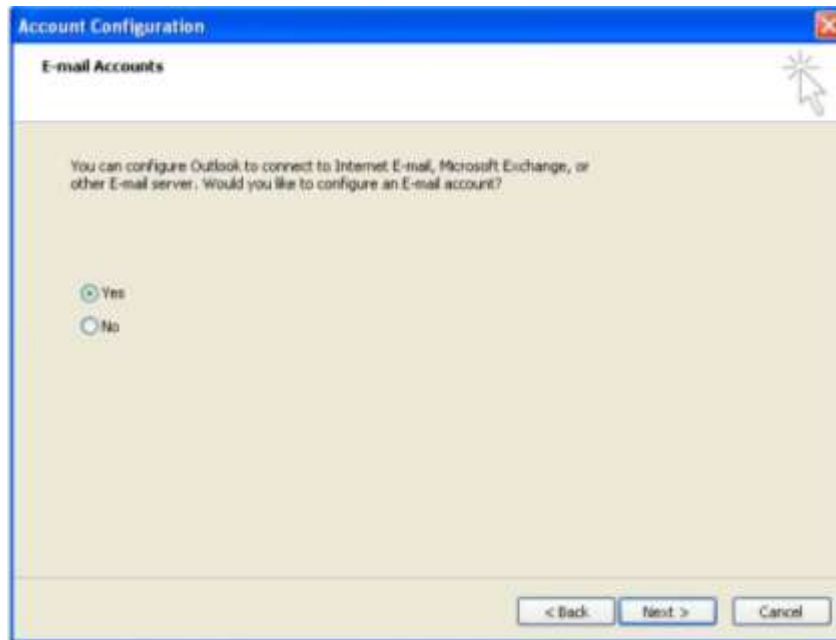 Account Configuration
E-mail Accounts
You can configure Outlook to connect to Internet E-mail, Microsoft Exchange, or
other E-mail server. Would you like to configure an E-mail account?
Yes
No
< Back
Next >
Cancel